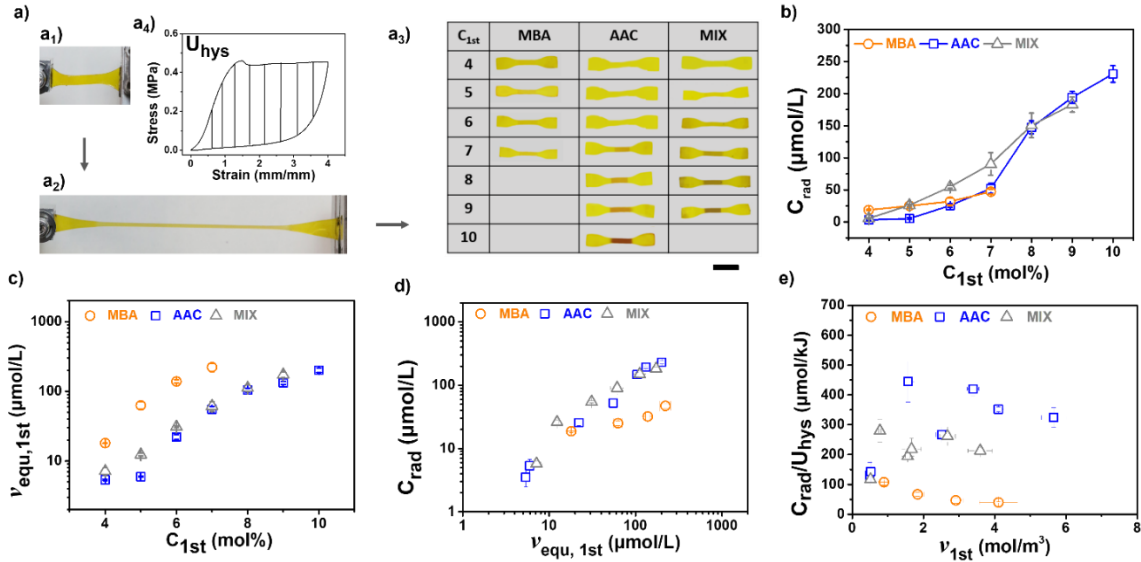 a)
a1)
a4)
Uhys
Stress (MPa)
0.6
0.4
0.2
0.0
0 1 2 3 4
Strain (mm/mm)
a2)
a3)
C1st MBA AAC MIX
4
5
6
7
8
9
10
b)
MBA AAC MIX
Crad (μmol/L)
250
200
150
100
50
0
4 5 6 7 8 9 10
C1st (mol%)
c)
MBA AAC MIX
νequ,1st (μmol/L)
1000
100
10
4 6 8 10
C1st (mol%)
d)
MBA AAC MIX
Crad (μmol/L)
1000
100
10
1
1 10 100 1000
νequ, 1st (μmol/L)
e)
MBA AAC MIX
Crad/Uhys (μmol/kJ)
700
600
500
400
300
200
100
0
0 2 4 6 8
ν1st (mol/m³)